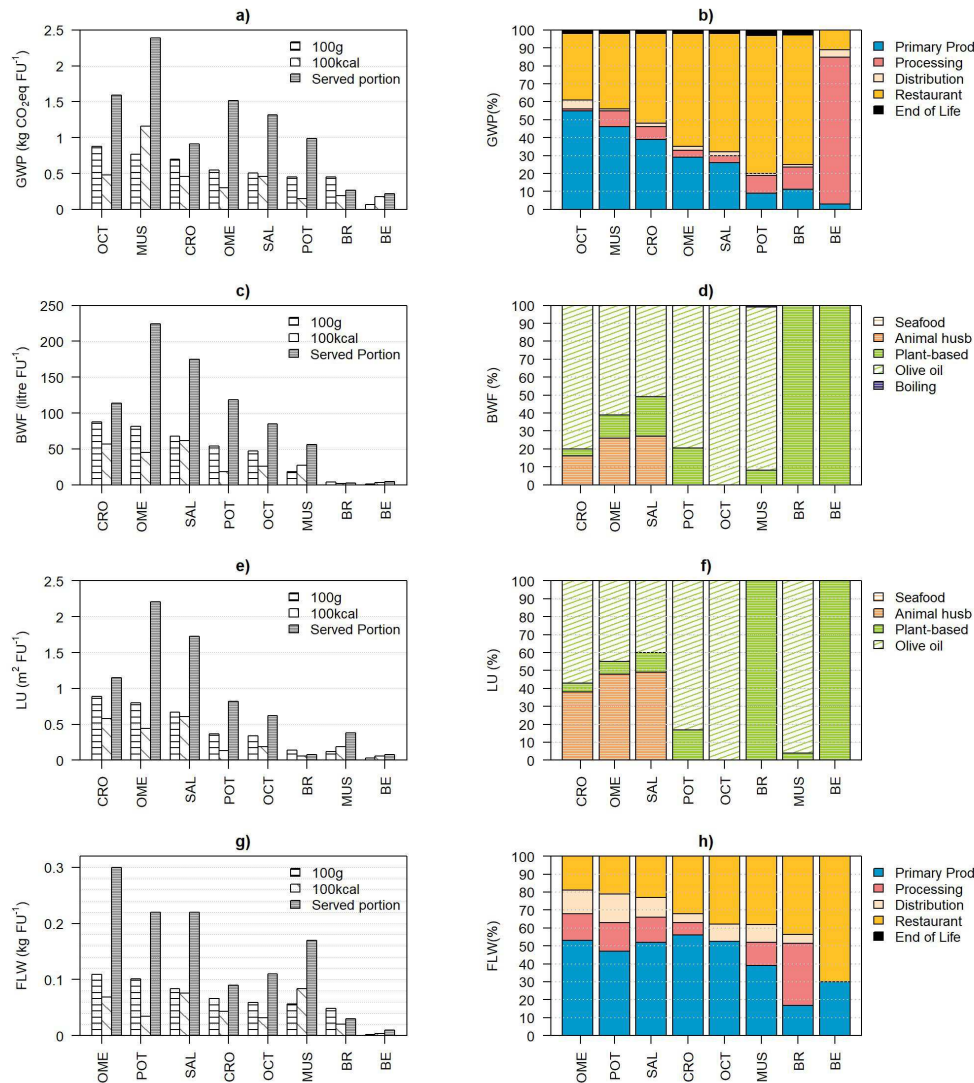 a)
GWP (kg CO₂eq FU⁻¹)
2.5
2
1.5
1
0.5
0
100g
100kcal
Served portion
OCT
MUS
CRO
OME
SAL
POT
BR
BE
b)
GWP(%)
100
90
80
70
60
50
40
30
20
10
0
Primary Prod
Processing
Distribution
Restaurant
End of Life
OCT
MUS
CRO
OME
SAL
POT
BR
BE
c)
BWF (litre FU⁻¹)
250
200
150
100
50
0
100g
100kcal
Served Portion
CRO
OME
SAL
POT
OCT
MUS
BR
BE
d)
BWF (%)
100
90
80
70
60
50
40
30
20
10
0
Seafood
Animal husb
Plant-based
Olive oil
Boiling
CRO
OME
SAL
POT
OCT
MUS
BR
BE
e)
LU (m² FU⁻¹)
2.5
2
1.5
1
0.5
0
100g
100kcal
Served Portion
CRO
OME
SAL
POT
OCT
BR
MUS
BE
f)
LU (%)
100
90
80
70
60
50
40
30
20
10
0
Seafood
Animal husb
Plant-based
Olive oil
CRO
OME
SAL
POT
OCT
BR
MUS
BE
g)
FLW (kg FU⁻¹)
0.3
0.2
0.1
0
100g
100kcal
Served portion
OME
POT
SAL
CRO
OCT
MUS
BR
BE
h)
FLW(%)
100
90
80
70
60
50
40
30
20
10
0
Primary Prod
Processing
Distribution
Restaurant
End of Life
OME
POT
SAL
CRO
OCT
MUS
BR
BE